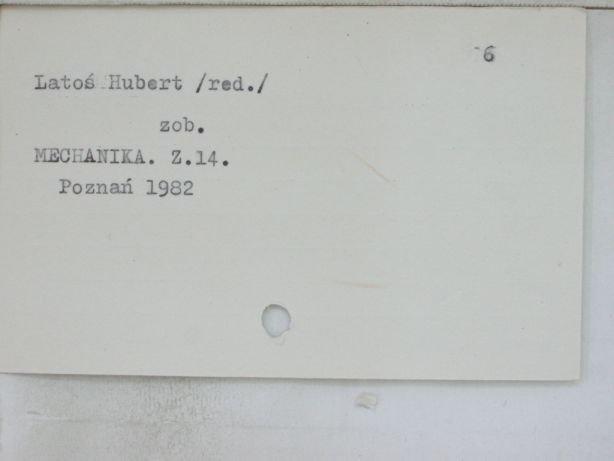 6
Latoś Hubert /red./
zob.
MECHANIKA. Z.14.
Poznań 1982